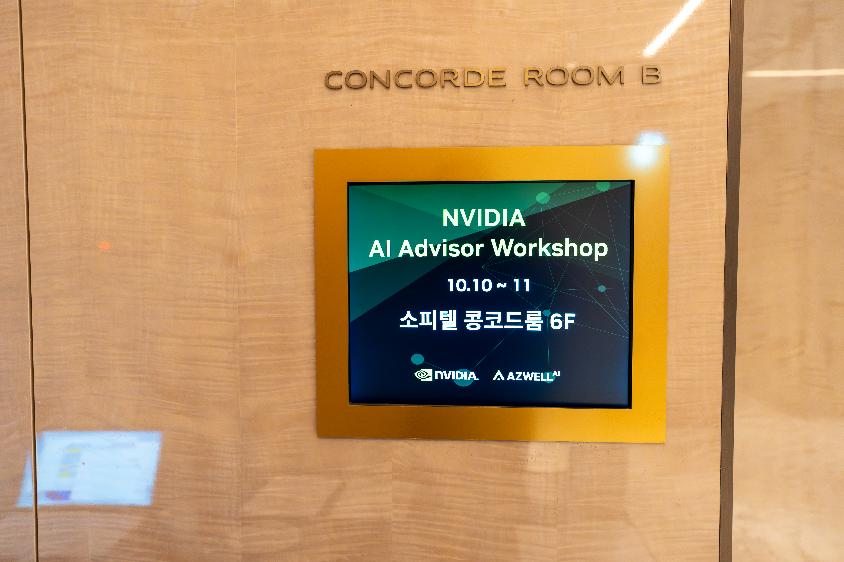 CONCORDE ROOM B
NVIDIA
AI Advisor Workshop
10.10 ~ 11
소피텔 콩코드룸 6F
NVIDIA. AZWELL AI